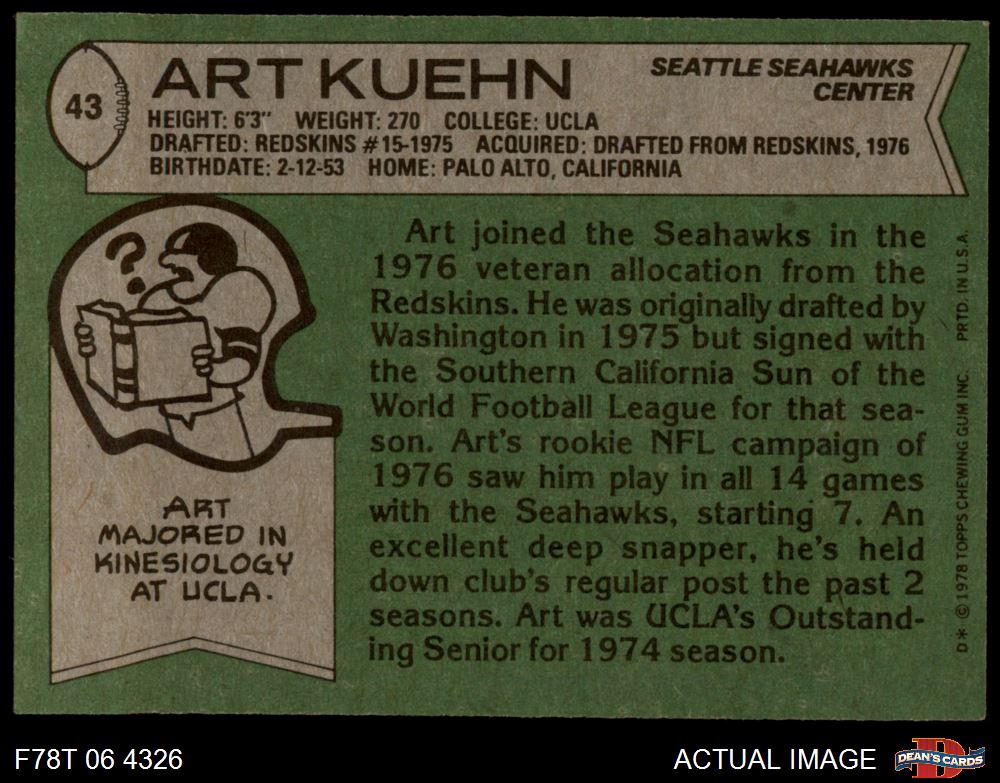 43
ART KUEHN
SEATTLE SEAHAWKS
CENTER
HEIGHT: 6'3" WEIGHT: 270 COLLEGE: UCLA
DRAFTED: REDSKINS #15-1975 ACQUIRED: DRAFTED FROM REDSKINS, 1976
BIRTHDATE: 2-12-53 HOME: PALO ALTO, CALIFORNIA
?
ART
MAJORED IN
KINESIOLOGY
AT UCLA.
Art joined the Seahawks in the
1976 veteran allocation from the
Redskins. He was originally drafted by
Washington in 1975 but signed with
the Southern California Sun of the
World Football League for that sea-
son. Art's rookie NFL campaign of
1976 saw him play in all 14 games
with the Seahawks, starting 7. An
excellent deep snapper, he's held
down club's regular post the past 2
seasons. Art was UCLA's Outstand-
ing Senior for 1974 season.
D* © 1978 TOPPS CHEWING GUM INC. PRTD. IN U.S.A.
F78T 06 4326
ACTUAL IMAGE
D
DEAN'S CARDS